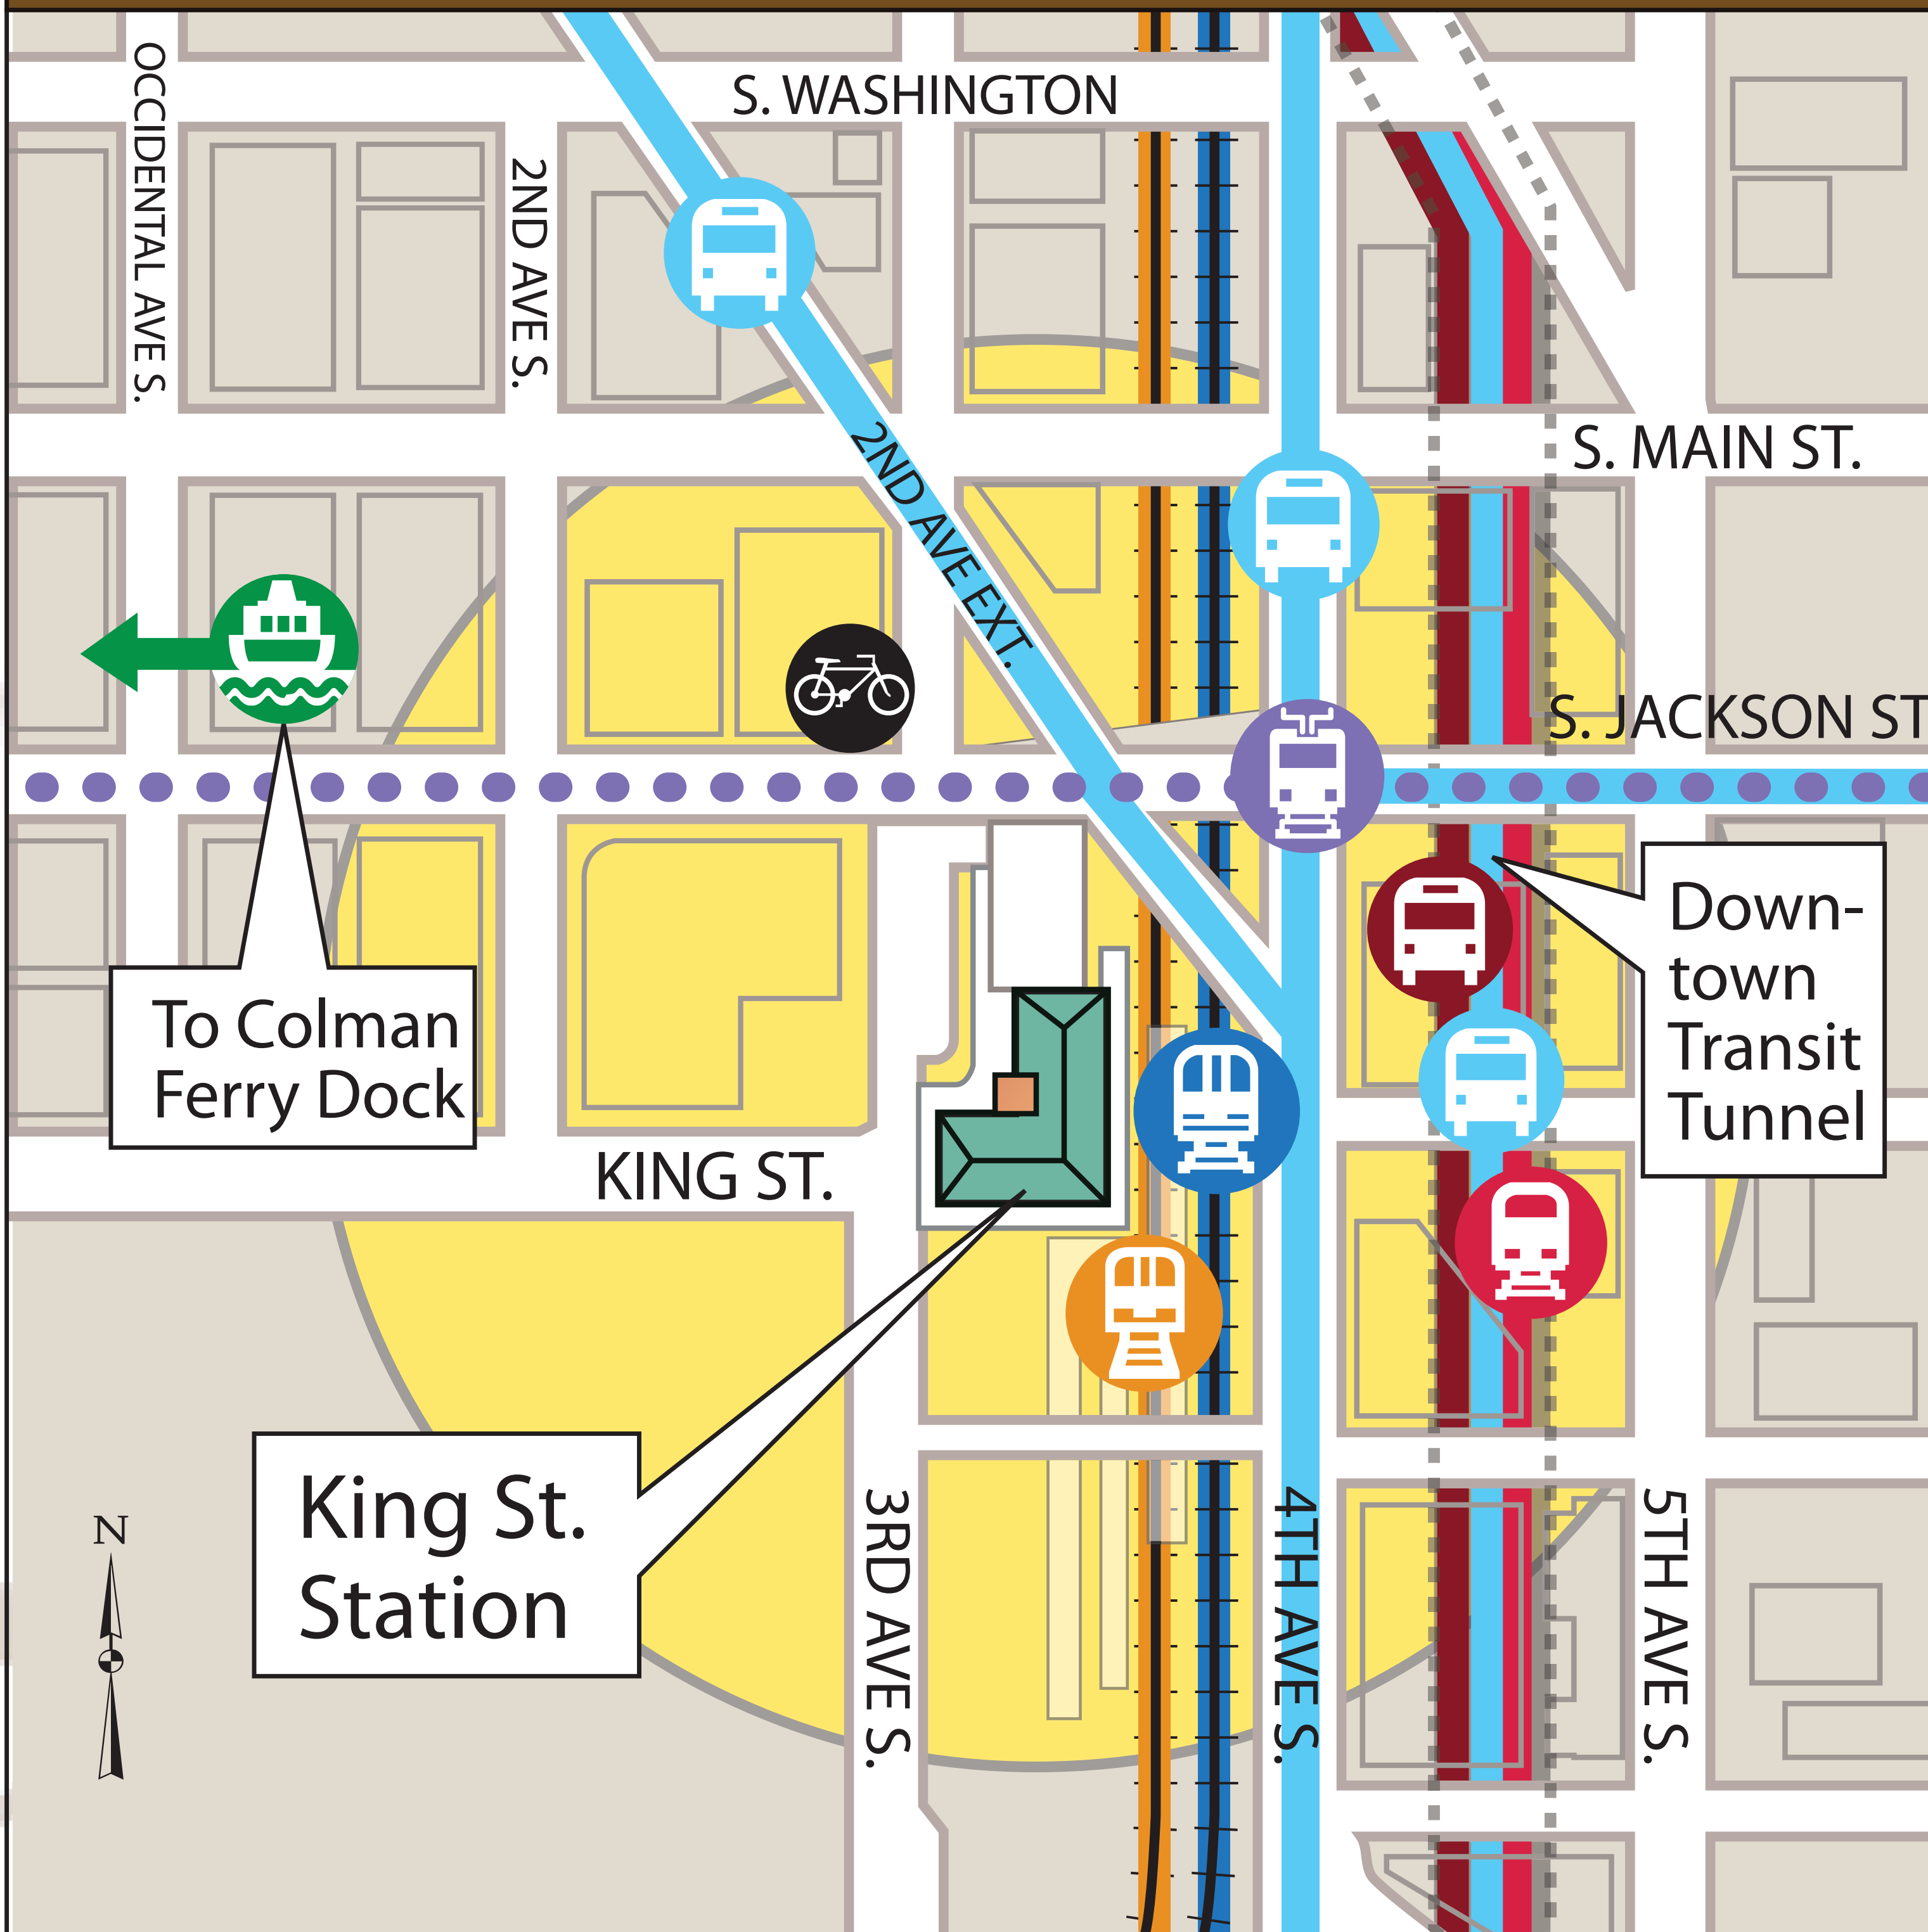 OCCIDENTAL AVE S.
S. WASHINGTON
2ND AVE S.
2ND AVE EXT.
S. MAIN ST.
S. JACKSON ST
To Colman
Ferry Dock
Down-
town
Transit
Tunnel
KING ST.
King St.
Station
N
3RD AVE S.
4TH AVE S.
5TH AVE S.